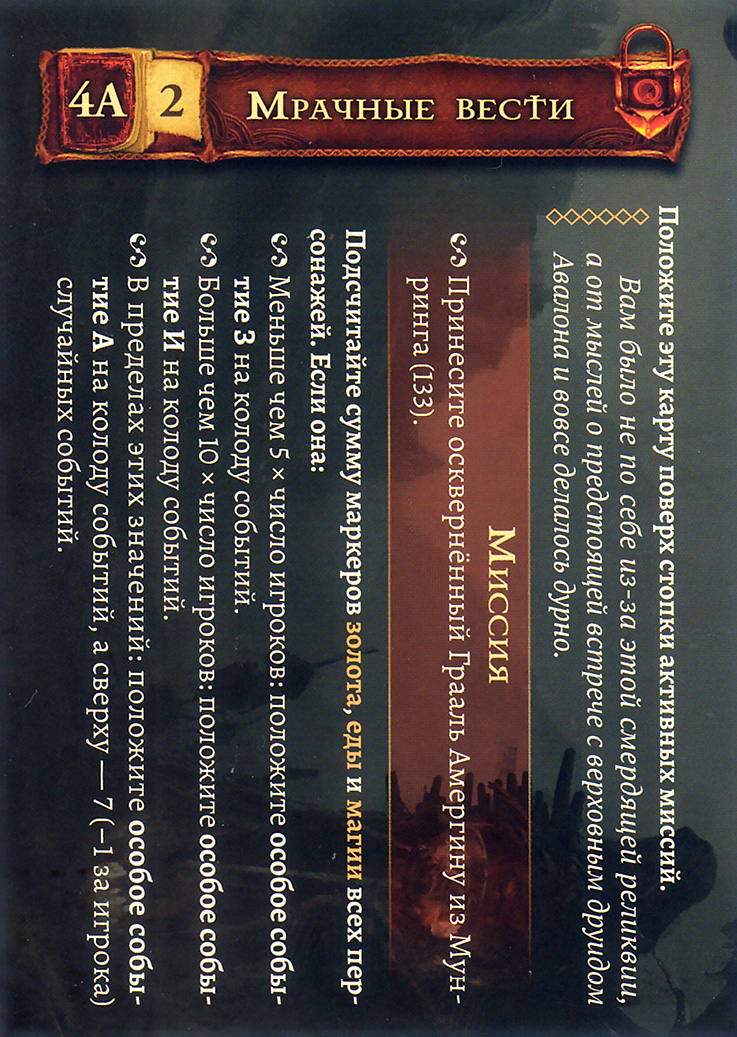 4А 2 Мрачные вести
Положите эту карту поверх стопки активных миссий.
Вам было не по себе из-за этой смердящей реликвии,
а от мыслей о предстоящей встрече с верховным друидом
Авалона и вовсе делалось дурно.
Миссия
Принесите осквернённый Грааль Амергину из Мун-
ринга (133).
Подсчитайте сумму маркеров золота, еды и магии всех пер-
сонажей. Если она:
Меньше чем 5 × число игроков: положите особое собы-
тие З на колоду событий.
Больше чем 10 × число игроков: положите особое собы-
тие И на колоду событий.
В пределах этих значений: положите особое собы-
тие А на колоду событий, а сверху — 7 (−1 за игрока)
случайных событий.